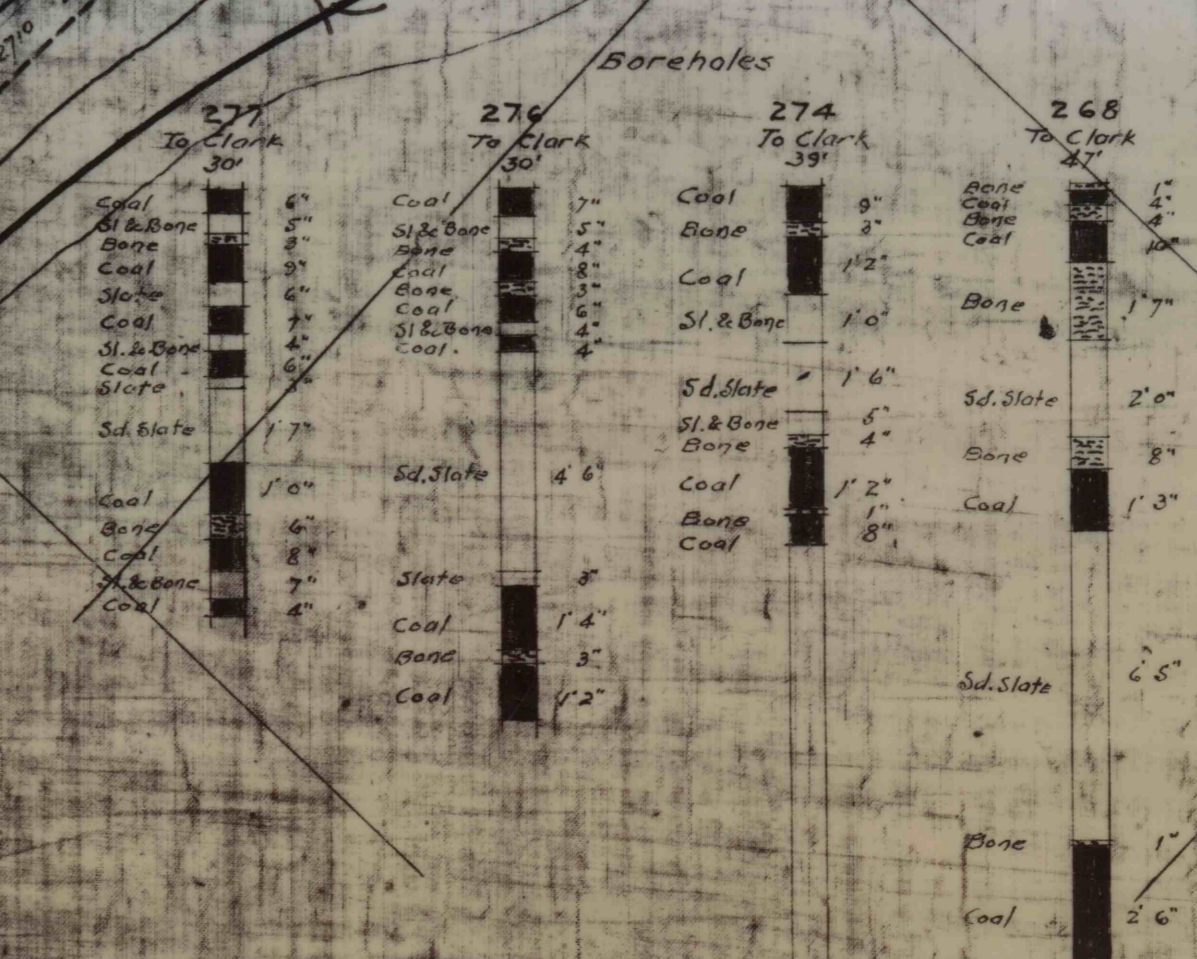 2710
Boreholes
277
To Clark
30'
Coal 6"
Sl & Bone 5"
Bone 3"
Coal 9"
Slate 6"
Coal 7"
Sl. & Bone 4"
Coal 6"
Slate
Sd. Slate 1' 7"
Coal 1' 0"
Bone 6"
Coal 8"
Sl. & Bone 7"
Coal 4"
276
To Clark
30'
Coal 7"
Sl & Bone 5"
Bone 4"
Coal 8"
Bone 3"
Coal 6"
Sl & Bone 4"
Coal. 4"
Sd. Slate 4' 6"
Slate 3"
Coal 1' 4"
Bone 3"
Coal 1' 2"
274
To Clark
39'
Coal 9"
Bone 3"
Coal 1' 2"
Sl. & Bone 1' 0"
Sd. Slate 1' 6"
Sl. & Bone 5"
Bone 4"
Coal 1' 2"
Bone 1"
Coal 8"
268
To Clark
47'
Bone 1"
Coal 4"
Bone 4"
Coal 10"
Bone 1' 7"
Sd. Slate 2' 0"
Bone 8"
Coal 1' 3"
Sd. Slate 6' 5"
Bone 1"
Coal 2' 6"